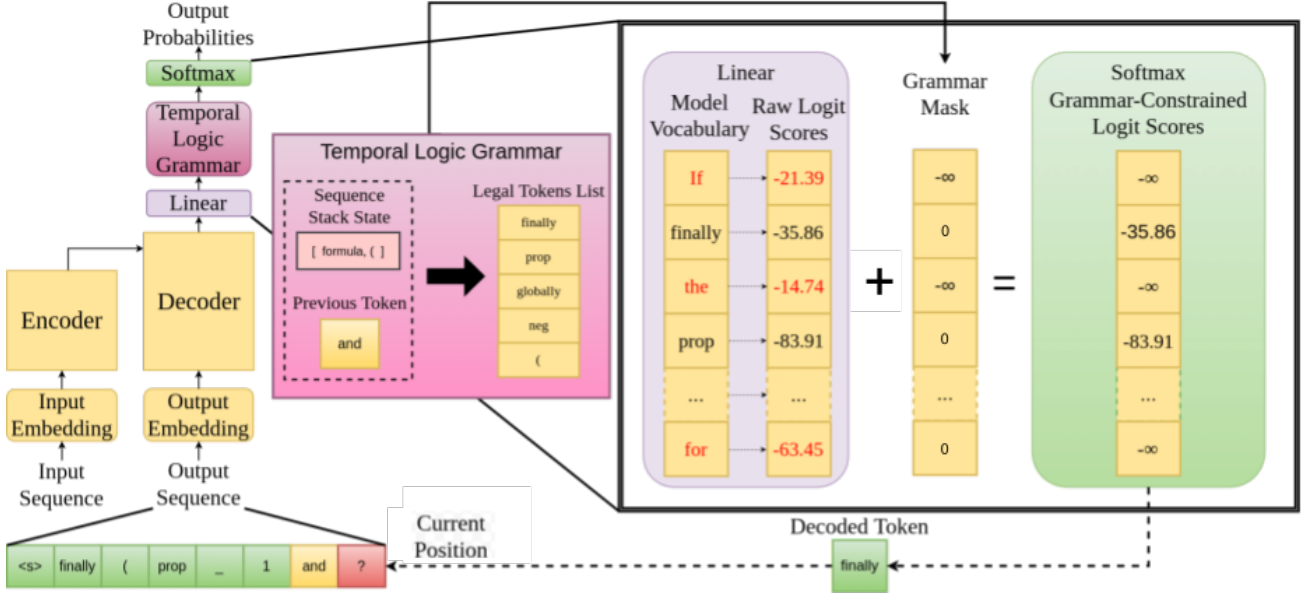 Output
Probabilities
Softmax
Temporal
Logic
Grammar
Linear
Encoder
Decoder
Input
Embedding
Output
Embedding
Input
Sequence
Output
Sequence
<s> finally ( prop _ 1 and ?
Current
Position
Temporal Logic Grammar
Sequence
Stack State
[ formula, ( ]
Previous Token
and
Legal Tokens List
finally
prop
globally
neg
(
Linear
Model
Vocabulary
Raw Logit
Scores
If -21.39
finally -35.86
the -14.74
prop -83.91
... ...
for -63.45
+
Grammar
Mask
-∞
0
-∞
0
...
0
=
Softmax
Grammar-Constrained
Logit Scores
-∞
-35.86
-∞
-83.91
...
-∞
Decoded Token
finally